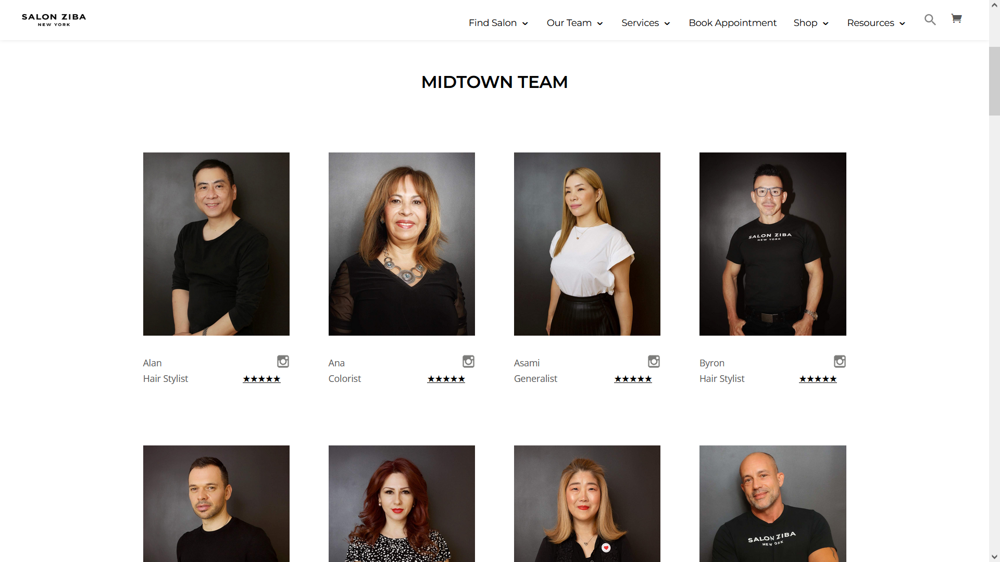 SALON ZIBA
NEW YORK
Find Salon
Our Team
Services
Book Appointment
Shop
Resources
MIDTOWN TEAM
SALON ZIBA
NEW YORK
Alan
Hair Stylist
★★★★★
Ana
Colorist
★★★★★
Asami
Generalist
★★★★★
Byron
Hair Stylist
★★★★★
SALON ZIBA
NEW YORK